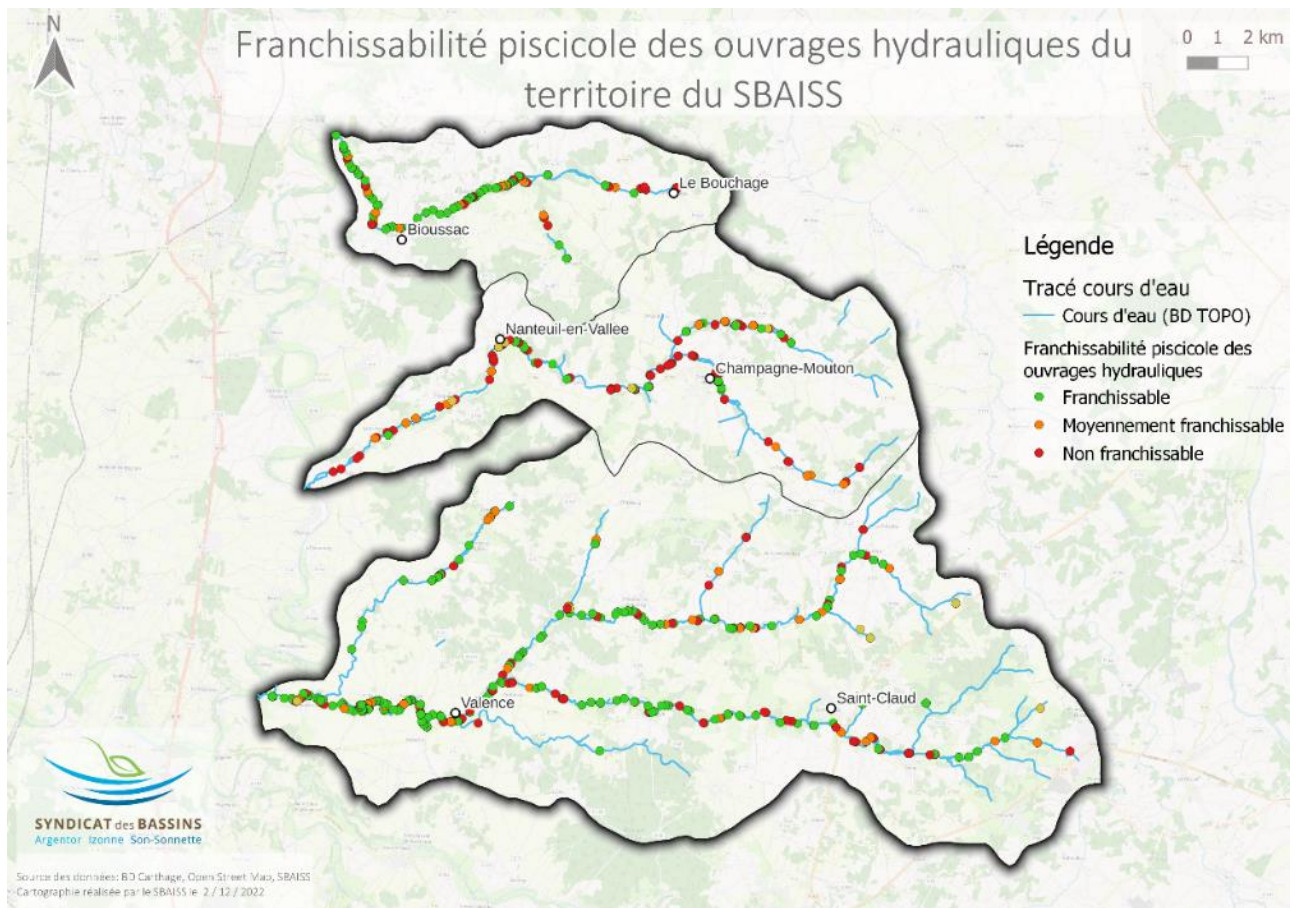 N
Franchissabilité piscicole des ouvrages hydrauliques du
territoire du SBAISS
0 1 2 km
Le Bouchage
Bioussac
Nanteuil-en-Vallee
Champagne-Mouton
Valence
Saint-Claud
Légende
Tracé cours d'eau
Cours d'eau (BD TOPO)
Franchissabilité piscicole des
ouvrages hydrauliques
Franchissable
Moyennement franchissable
Non franchissable
SYNDICAT des BASSINS
Argentor Izonne Son-Sonnette
Source des données: BD Carthage, Open Street Map, SBAISS
Cartographie réalisée par le SBAISS le 2 / 12 / 2022